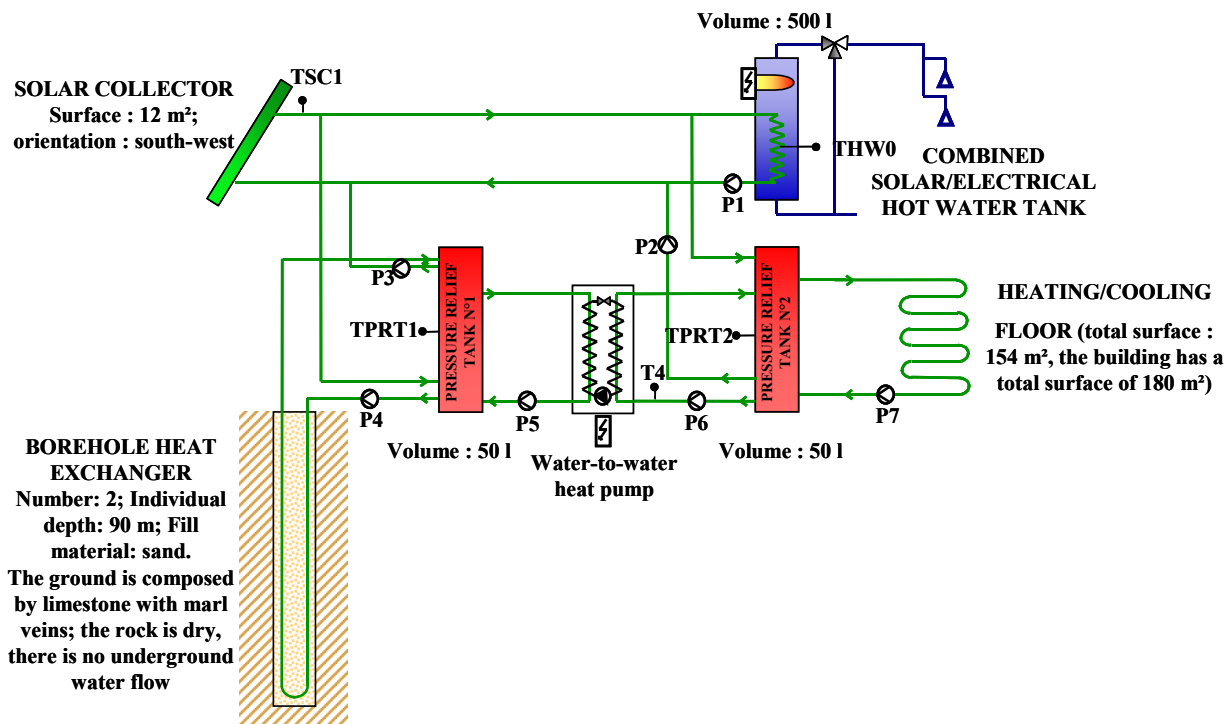 Volume : 500 l
TSC1
SOLAR COLLECTOR
Surface : 12 m²;
orientation : south-west
THW0
COMBINED
SOLAR/ELECTRICAL
HOT WATER TANK
P1
P2
P3
PRESSURE RELIEF
TANK N°1
TPRT1
PRESSURE RELIEF
TANK N°2
TPRT2
T4
HEATING/COOLING
FLOOR (total surface :
154 m², the building has a
total surface of 180 m²)
P4
P5
P6
P7
Volume : 50 l
Volume : 50 l
Water-to-water
heat pump
BOREHOLE HEAT
EXCHANGER
Number: 2; Individual
depth: 90 m; Fill
material: sand.
The ground is composed
by limestone with marl
veins; the rock is dry,
there is no underground
water flow